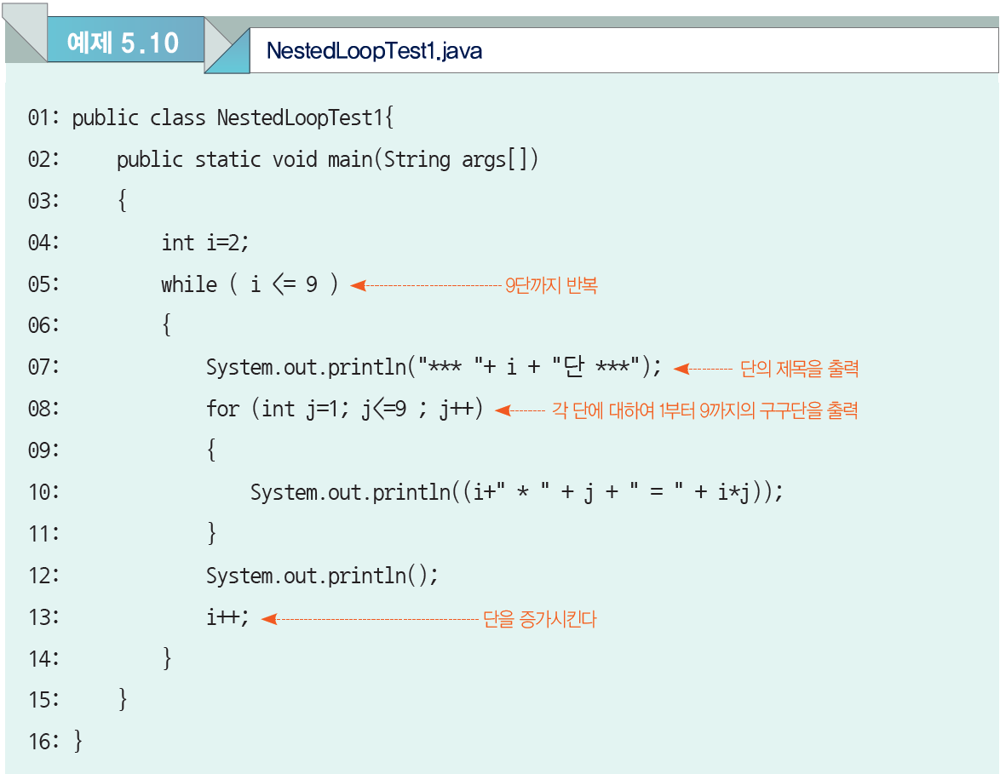 예제 5.10
NestedLoopTest1.java
01: public class NestedLoopTest1{
02:     public static void main(String args[])
03:     {
04:         int i=2;
05:         while ( i <= 9 ) 9단까지 반복
06:         {
07:             System.out.println("*** "+ i + "단 ***"); 단의 제목을 출력
08:             for (int j=1; j<=9 ; j++) 각 단에 대하여 1부터 9까지의 구구단을 출력
09:             {
10:                 System.out.println((i+" * " + j + " = " + i*j));
11:             }
12:             System.out.println();
13:             i++; 단을 증가시킨다
14:         }
15:     }
16: }